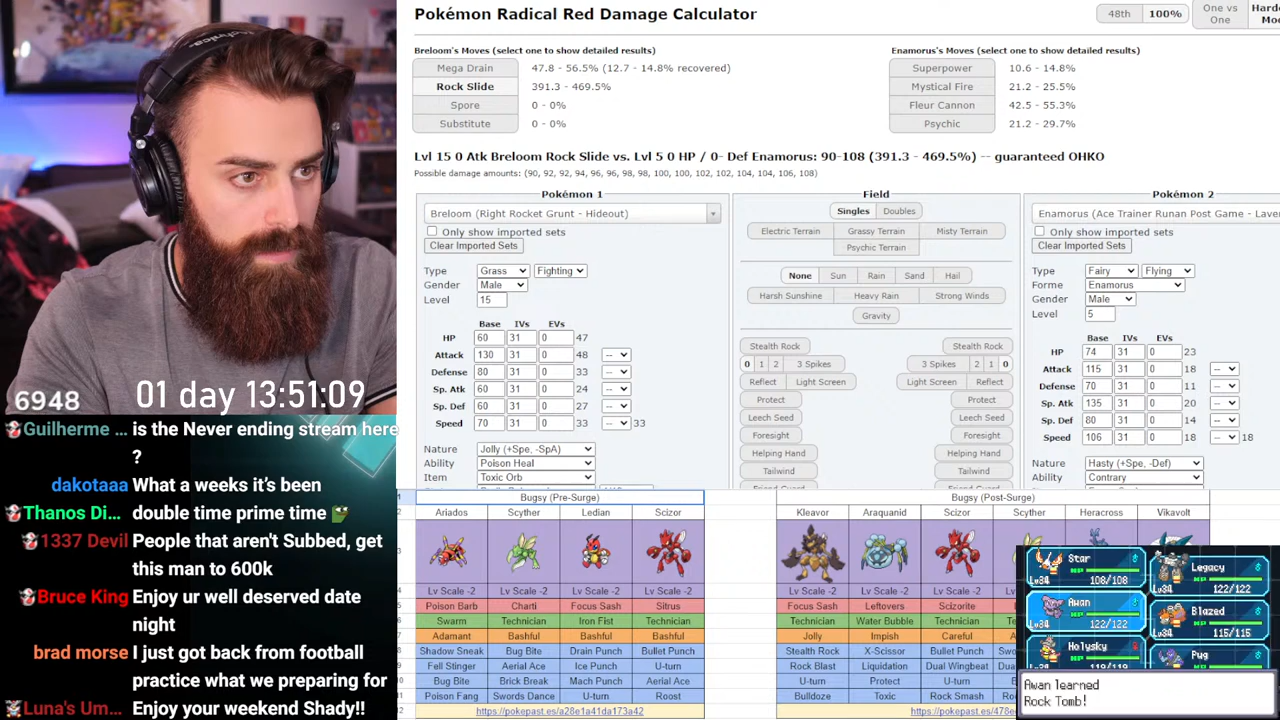 Pokémon Radical Red Damage Calculator
48th 100% One vs One
Breloom's Moves (select one to show detailed results)
Mega Drain 47.8 - 56.5% (12.7 - 14.8% recovered)
Rock Slide 391.3 - 469.5%
Spore 0 - 0%
Substitute 0 - 0%
Enamorus's Moves (select one to show detailed results)
Superpower 10.6 - 14.8%
Mystical Fire 21.2 - 25.5%
Fleur Cannon 42.5 - 55.3%
Psychic 21.2 - 29.7%
Lvl 15 0 Atk Breloom Rock Slide vs. Lvl 5 0 HP / 0- Def Enamorus: 90-108 (391.3 - 469.5%) -- guaranteed OHKO
Possible damage amounts: (90, 92, 92, 94, 96, 96, 98, 98, 100, 100, 102, 102, 104, 104, 106, 108)
Pokémon 1
Breloom (Right Rocket Grunt - Hideout)
Only show imported sets
Clear Imported Sets
Type Grass Fighting
Gender Male
Level 15
Base IVs EVs
HP 60 31 0 47
Attack 130 31 0 48 --
Defense 80 31 0 33 --
Sp. Atk 60 31 0 24 --
Sp. Def 60 31 0 27 --
Speed 70 31 0 33 -- 33
Nature Jolly (+Spe, -SpA)
Ability Poison Heal
Item Toxic Orb
Field
Singles Doubles
Electric Terrain Grassy Terrain Misty Terrain
Psychic Terrain
None Sun Rain Sand Hail
Harsh Sunshine Heavy Rain Strong Winds
Gravity
Stealth Rock Stealth Rock
0 1 2 3 Spikes 3 Spikes 2 1 0
Reflect Light Screen Light Screen Reflect
Protect Protect
Leech Seed Leech Seed
Foresight Foresight
Helping Hand Helping Hand
Tailwind Tailwind
Pokémon 2
Enamorus (Ace Trainer Runan Post Game - Lave
Only show imported sets
Clear Imported Sets
Type Fairy Flying
Forme Enamorus
Gender Male
Level 5
Base IVs EVs
HP 74 31 0 23
Attack 115 31 0 18 --
Defense 70 31 0 11 --
Sp. Atk 135 31 0 20 --
Sp. Def 80 31 0 14 --
Speed 106 31 0 18 -- 18
Nature Hasty (+Spe, -Def)
Ability Contrary
6948 01 day 13:51:09
Guilherme ... is the Never ending stream here
?
dakotaaa What a weeks it's been
Thanos Di... double time prime time
1337 Devil People that aren't Subbed, get
this man to 600k
Bruce King Enjoy ur well deserved date
night
brad morse I just got back from football
practice what we preparing for
Luna's Um... Enjoy your weekend Shady!!
1 Bugsy (Pre-Surge) Bugsy (Post-Surge)
2 Ariados Scyther Ledian Scizor Kleavor Araquanid Scizor Scyther Heracross Vikavolt
3
4 Lv Scale -2 Lv Scale -2 Lv Scale -2 Lv Scale -2 Lv Scale -2 Lv Scale -2 Lv Scale -2
5 Poison Barb Charti Focus Sash Sitrus Focus Sash Leftovers Scizorite
6 Swarm Technician Iron Fist Technician Technician Water Bubble Technician
7 Adamant Bashful Bashful Bashful Jolly Impish Careful
8 Shadow Sneak Bug Bite Drain Punch Bullet Punch Stealth Rock X-Scissor Bullet Punch
9 Fell Stinger Aerial Ace Ice Punch U-turn Rock Blast Liquidation Dual Wingbeat
10 Poison Fang Brick Break Mach Punch Aerial Ace U-turn Protect U-turn
11 Swords Dance U-turn Roost Bulldoze Toxic Rock Smash
https://pokepast.es/a28e1a41da173a42
Star Lv34 HP 108/108
Legacy Lv34 HP 122/122
Awan Lv34 HP 122/122
Blazed Lv34 HP 115/115
Holysky
Pyg
Awan learned
Rock Tomb!